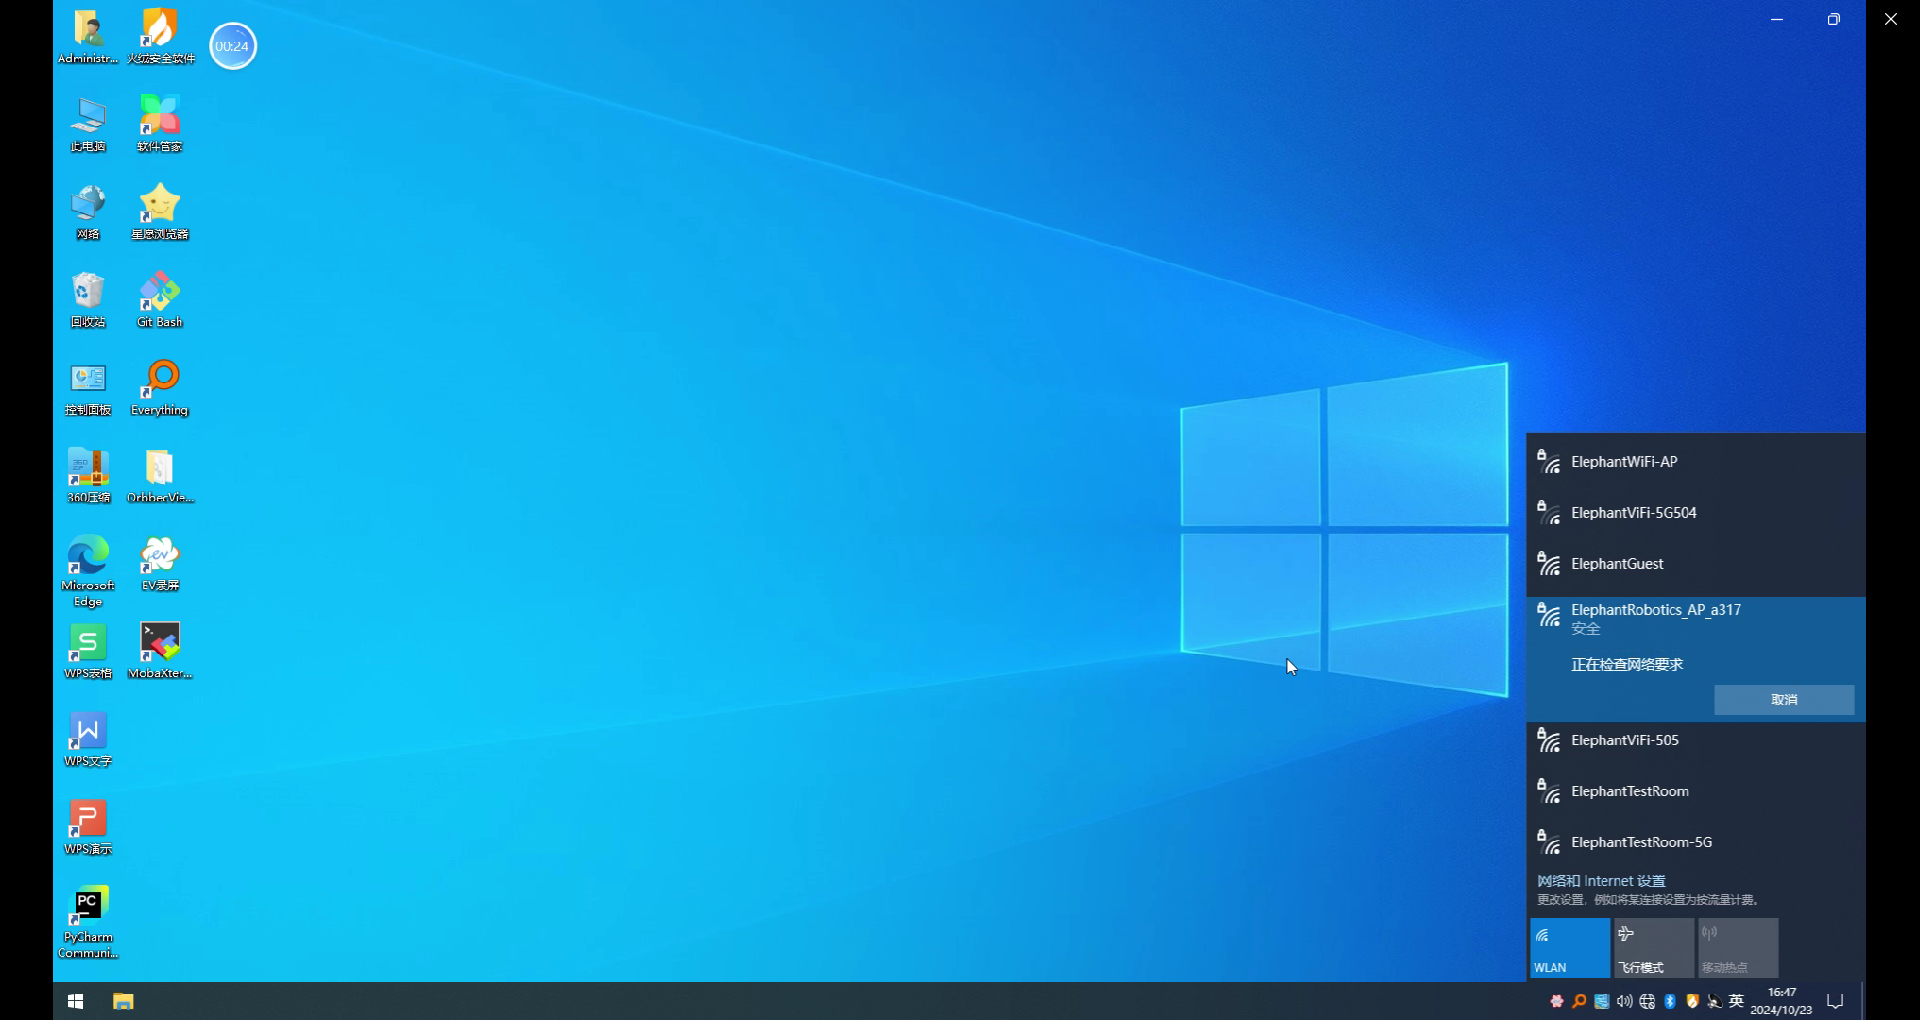 Administr...
火绒安全软件
00:24
此电脑
软件管家
网络
星愿浏览器
回收站
Git Bash
控制面板
Everything
360压缩
OrbbecVie...
Microsoft
Edge
EV录屏
WPS表格
MobaXter...
WPS文字
WPS演示
PC
PyCharm
Communi...
ElephantWiFi-AP
ElephantViFi-5G504
ElephantGuest
ElephantRobotics_AP_a317
安全
正在检查网络要求
取消
ElephantViFi-505
ElephantTestRoom
ElephantTestRoom-5G
网络和 Internet 设置
更改设置，例如将某连接设置为按流量计费。
WLAN
飞行模式
移动热点
英
16:47
2024/10/23